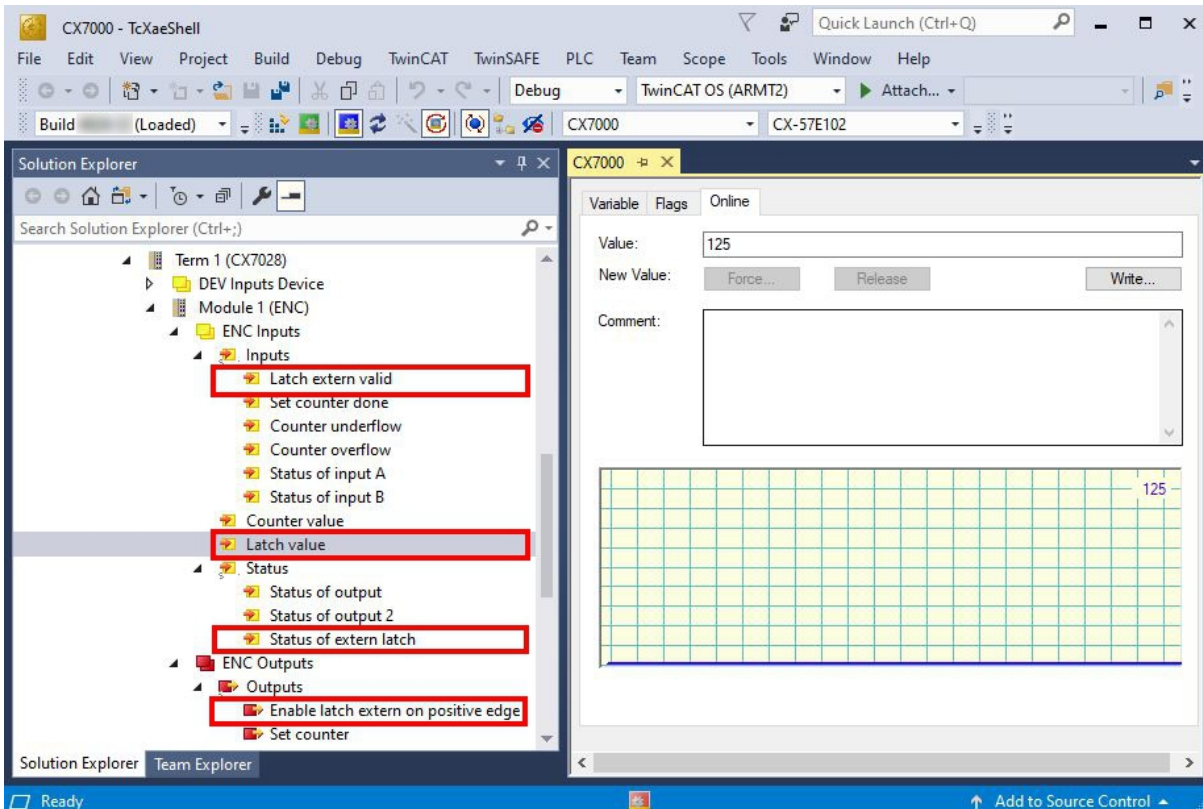 CX7000 - TcXaeShell
Quick Launch (Ctrl+Q)
File Edit View Project Build Debug TwinCAT TwinSAFE PLC Team Scope Tools Window Help
Debug TwinCAT OS (ARMT2) Attach...
Build (Loaded) CX7000 CX-57E102
Solution Explorer
Search Solution Explorer (Ctrl+;)
Term 1 (CX7028)
DEV Inputs Device
Module 1 (ENC)
ENC Inputs
Inputs
Latch extern valid
Set counter done
Counter underflow
Counter overflow
Status of input A
Status of input B
Counter value
Latch value
Status
Status of output
Status of output 2
Status of extern latch
ENC Outputs
Outputs
Enable latch extern on positive edge
Set counter
Solution Explorer Team Explorer
CX7000
Variable Flags Online
Value: 125
New Value: Force... Release Write...
Comment:
125
Ready Add to Source Control